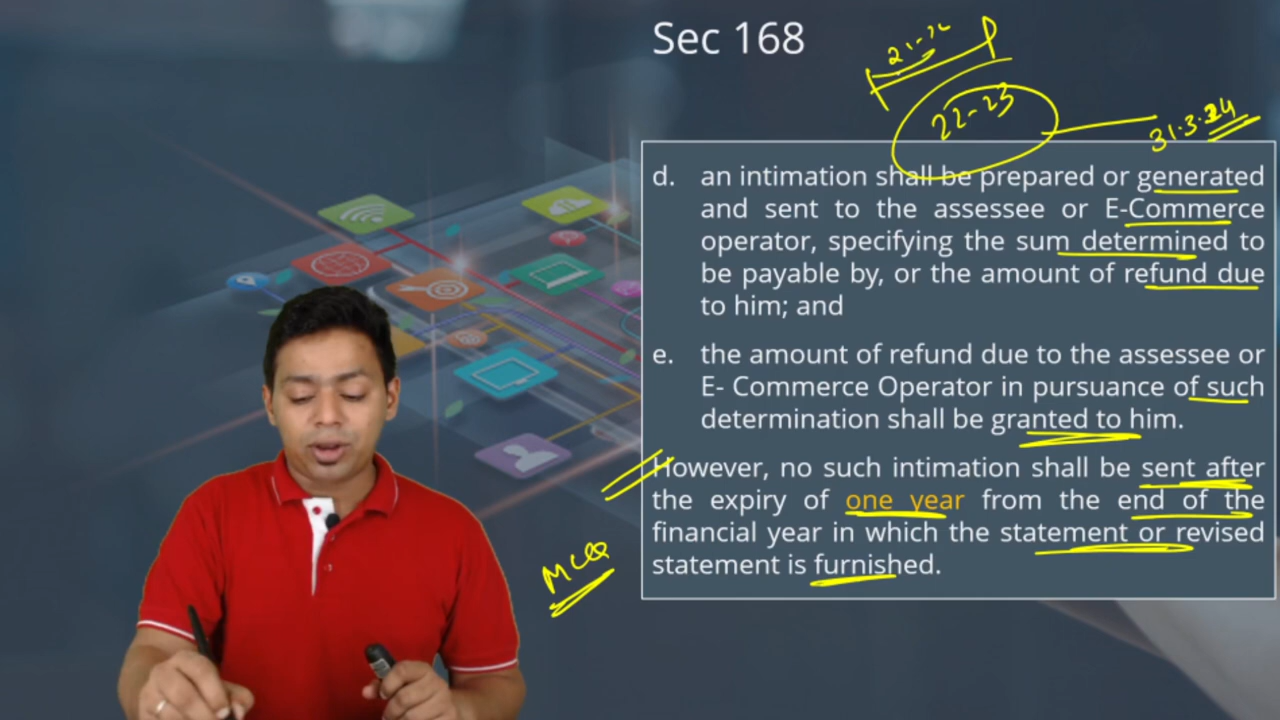 Sec 168
22-23
31.3.24
d. an intimation shall be prepared or generated
and sent to the assessee or E-Commerce
operator, specifying the sum determined to
be payable by, or the amount of refund due
to him; and
e. the amount of refund due to the assessee or
E- Commerce Operator in pursuance of such
determination shall be granted to him.
However, no such intimation shall be sent after
the expiry of one year from the end of the
financial year in which the statement or revised
statement is furnished.
MCQ